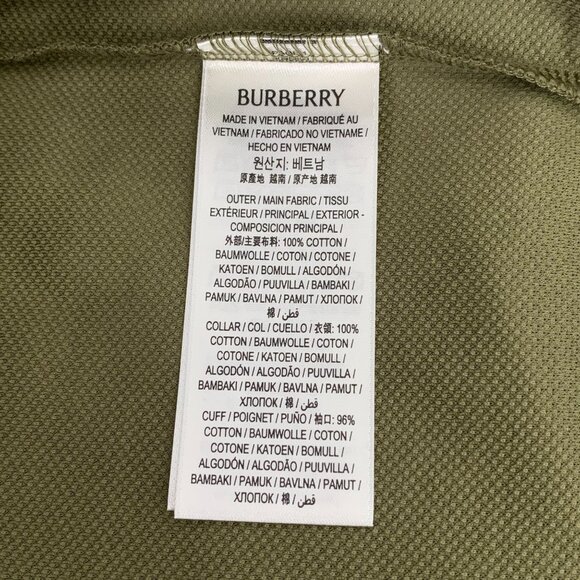 BURBERRY
MADE IN VIETNAM / FABRIQUÉ AU
VIETNAM / FABRICADO NO VIETNAME /
HECHO EN VIETNAM
원산지: 베트남
原產地 越南 / 原产地 越南
OUTER / MAIN FABRIC / TISSU
EXTÉRIEUR / PRINCIPAL / EXTERIOR -
COMPOSICION PRINCIPAL /
外部/主要布料: 100% COTTON /
BAUMWOLLE / COTON / COTONE /
KATOEN / BOMULL / ALGODÓN /
ALGODÃO / PUUVILLA / BAMBAKI /
PAMUK / BAVLNA / PAMUT / ХЛОПОК /
棉 / قطن /
COLLAR / COL / CUELLO / 衣領: 100%
COTTON / BAUMWOLLE / COTON /
COTONE / KATOEN / BOMULL /
ALGODÓN / ALGODÃO / PUUVILLA /
BAMBAKI / PAMUK / BAVLNA / PAMUT /
ХЛОПОК / 棉 / قطن /
CUFF / POIGNET / PUÑO / 袖口: 96%
COTTON / BAUMWOLLE / COTON /
COTONE / KATOEN / BOMULL /
ALGODÓN / ALGODÃO / PUUVILLA /
BAMBAKI / PAMUK / BAVLNA / PAMUT /
ХЛОПОК / 棉 / قطن /